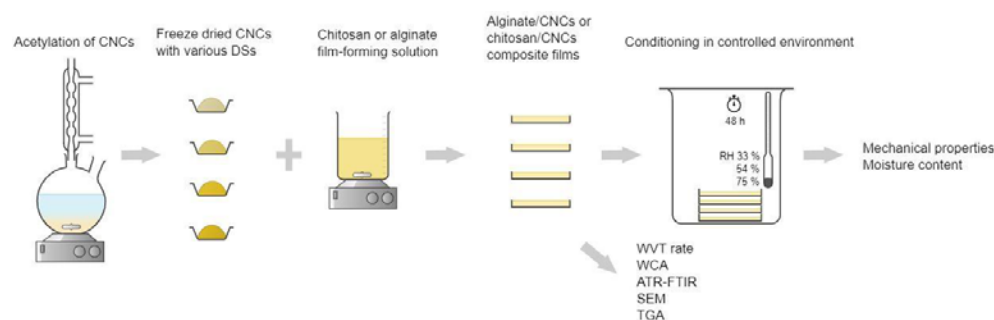 Acetylation of CNCs
Freeze dried CNCs
with various DSs
Chitosan or alginate
film-forming solution
Alginate/CNCs or
chitosan/CNCs
composite films
Conditioning in controlled environment
48 h
RH 33 %
54 %
75 %
Mechanical properties
Moisture content
WVT rate
WCA
ATR-FTIR
SEM
TGA